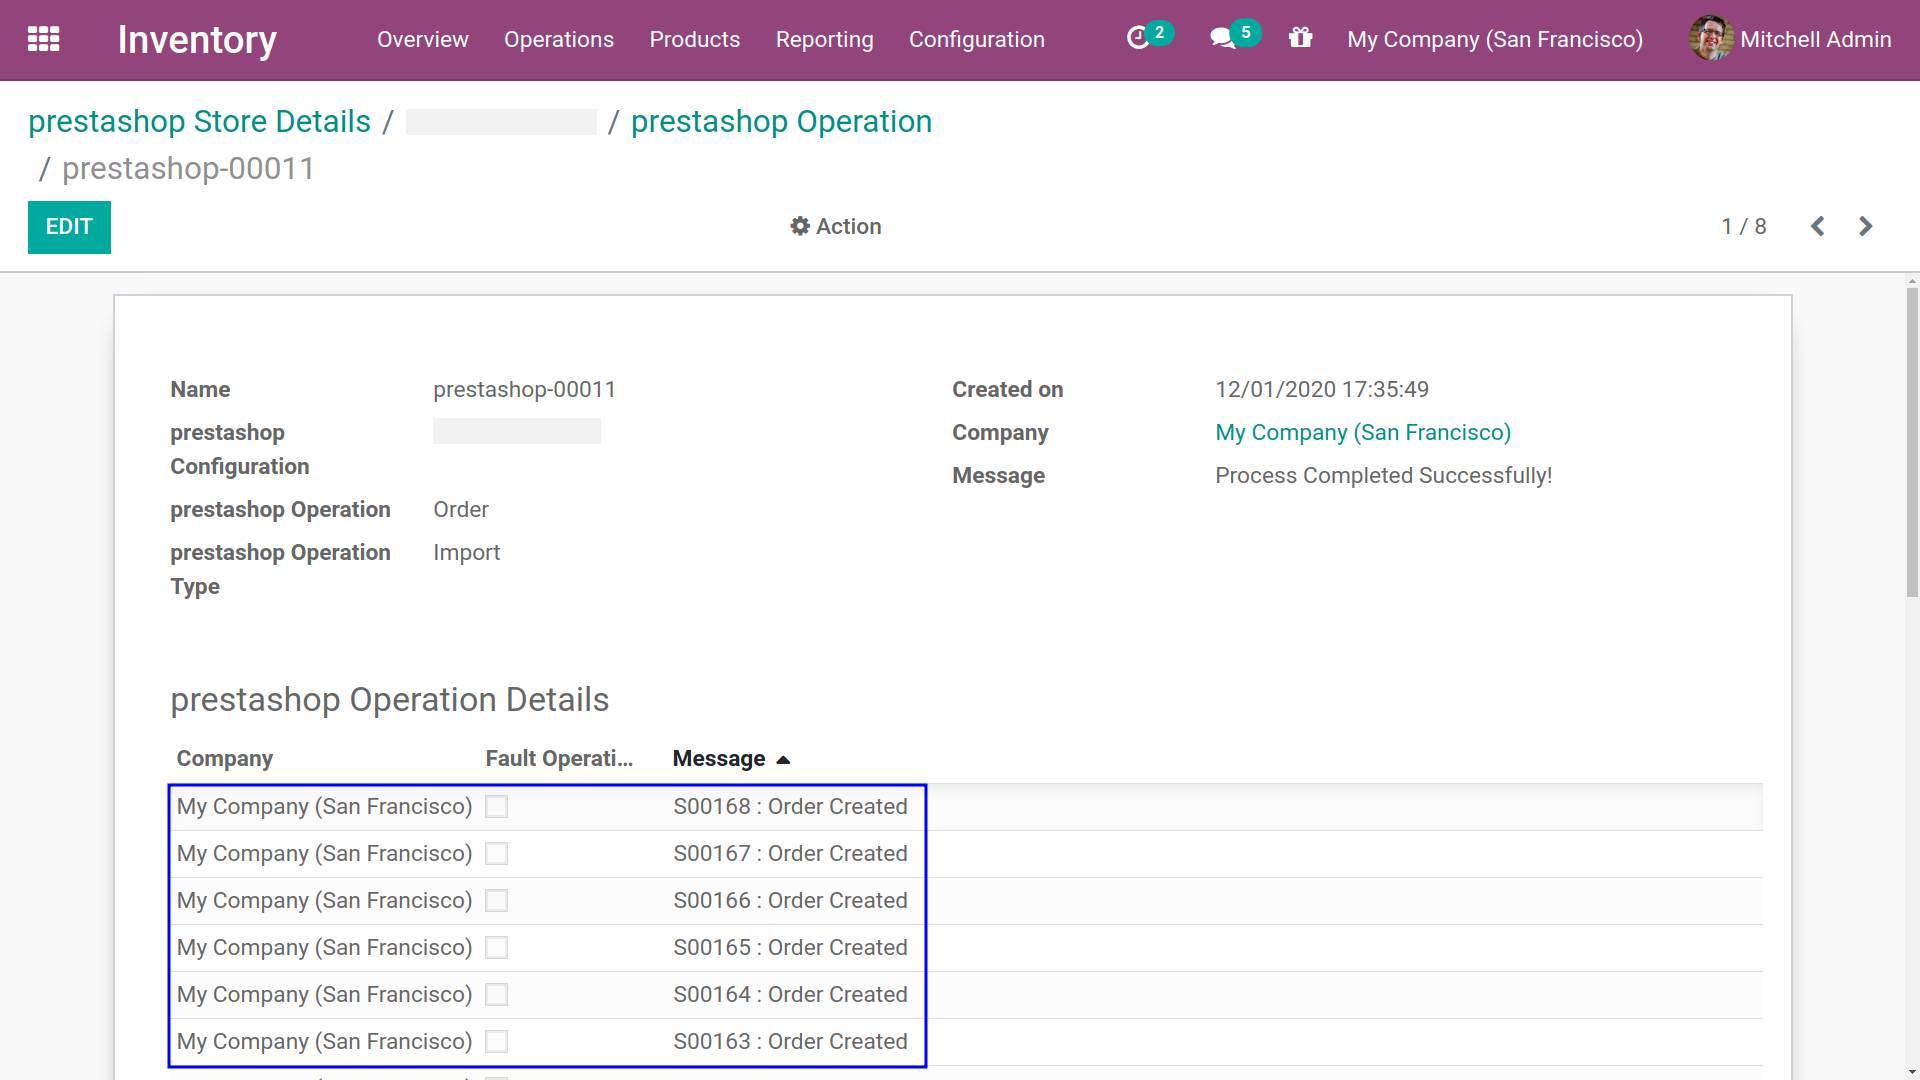 Inventory Overview Operations Products Reporting Configuration 2 5 My Company (San Francisco) Mitchell Admin
prestashop Store Details / / prestashop Operation
/ prestashop-00011
EDIT Action 1 / 8
Name prestashop-00011 Created on 12/01/2020 17:35:49
prestashop Company My Company (San Francisco)
Configuration Message Process Completed Successfully!
prestashop Operation Order
prestashop Operation Import
Type
prestashop Operation Details
Company Fault Operati... Message
My Company (San Francisco) S00168 : Order Created
My Company (San Francisco) S00167 : Order Created
My Company (San Francisco) S00166 : Order Created
My Company (San Francisco) S00165 : Order Created
My Company (San Francisco) S00164 : Order Created
My Company (San Francisco) S00163 : Order Created